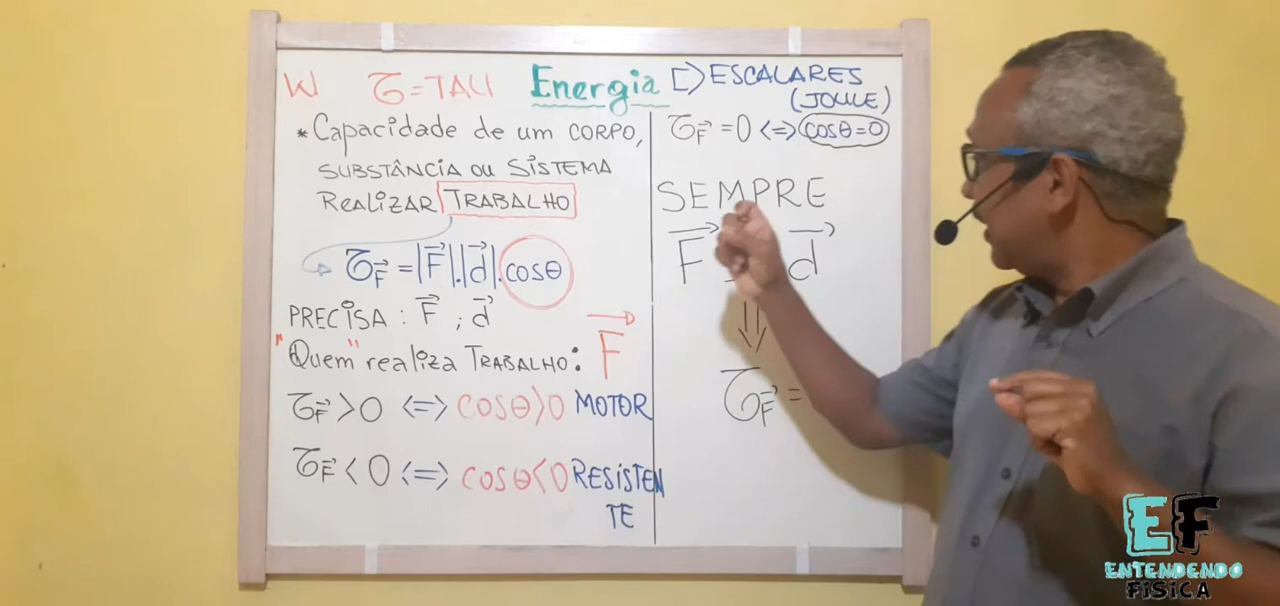 W τ = TAU Energia ⇨ ESCALARES
(JOULE)
* Capacidade de um CORPO,
SUBSTÂNCIA OU SISTEMA
Realizar TRABALHO
τF⃗ = |F⃗|.|d⃗|.cosθ
PRECISA: F⃗ ; d⃗
"Quem" realiza TRABALHO: F⃗
τF⃗ > 0 <=> cosθ > 0 MOTOR
τF⃗ < 0 <=> cosθ < 0 RESISTEN
TE
τF⃗ = 0 <=> cosθ = 0
SEMPRE
F⃗ d⃗
⇓
τF⃗ =
EF
ENTENDENDO
FÍSICA